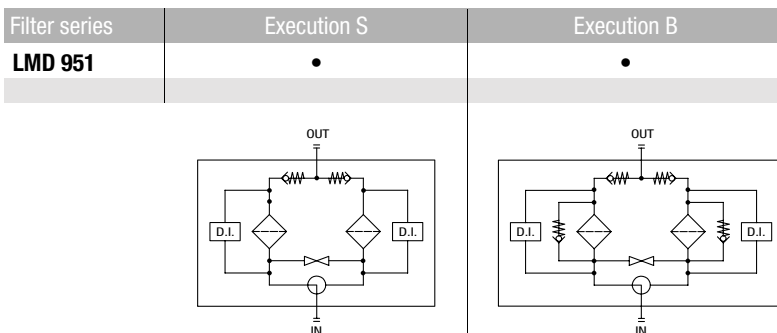 Filter series Execution S Execution B
LMD 951 • •
OUT OUT
D.I. D.I. D.I. D.I.
IN IN